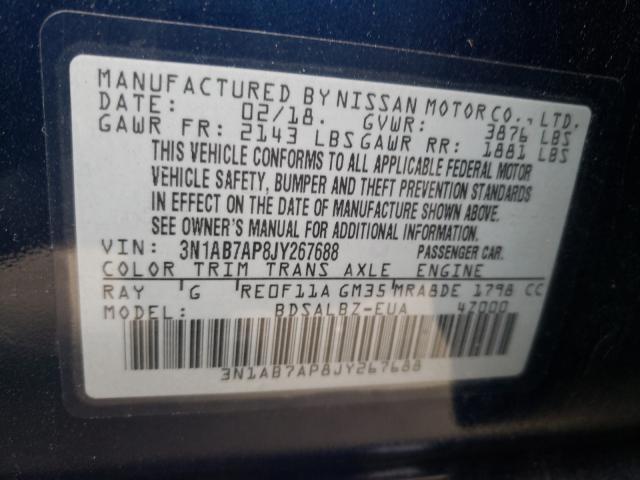 MANUFACTURED BY NISSAN MOTOR CO., LTD.
DATE: 02/18. GVWR: 3876 LBS
GAWR FR: 2143 LBS GAWR RR: 1881 LBS
THIS VEHICLE CONFORMS TO ALL APPLICABLE FEDERAL MOTOR
VEHICLE SAFETY, BUMPER AND THEFT PREVENTION STANDARDS
IN EFFECT ON THE DATE OF MANUFACTURE SHOWN ABOVE.
SEE OWNER'S MANUAL FOR ADDITIONAL INFORMATION.
VIN: 3N1AB7AP8JY267688 PASSENGER CAR.
COLOR TRIM TRANS AXLE ENGINE
RAY 'G 'RE0F11A GM35'MRA8DE 1798 CC
MODEL: BDSALBZ-EUA 4Z000
3N1AB7AP8JY267688